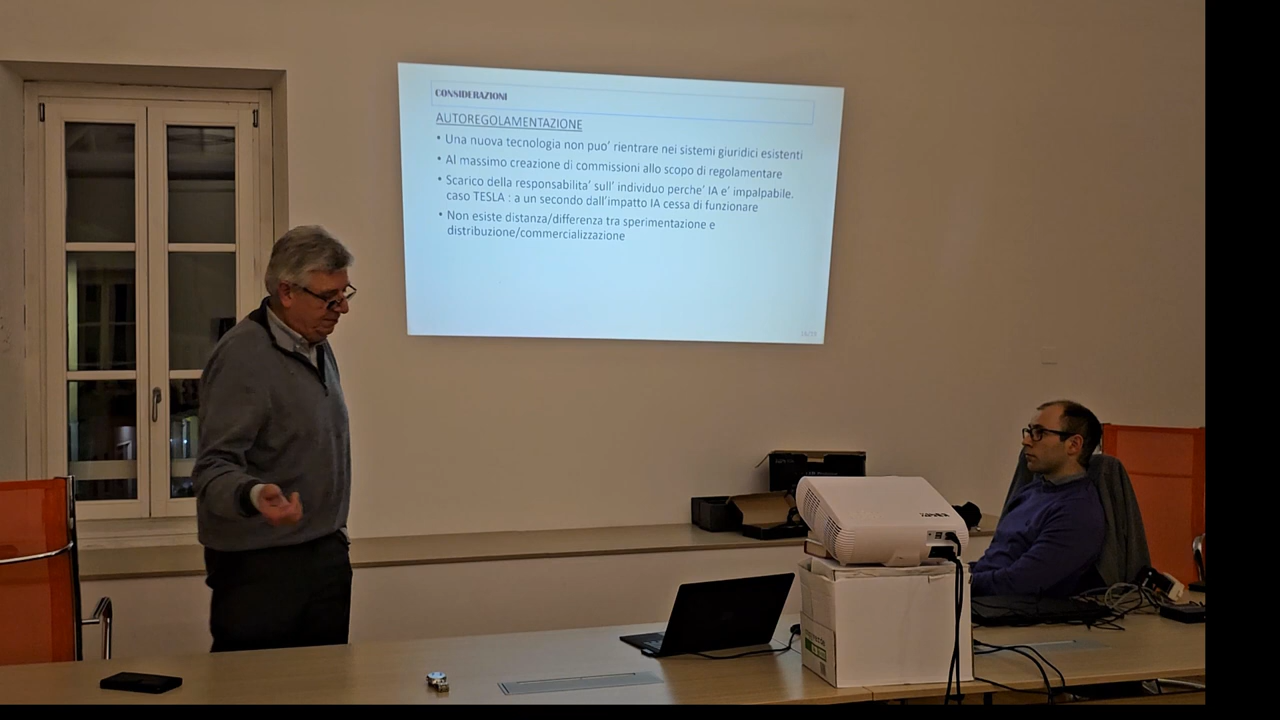 CONSIDERAZIONI
AUTOREGOLAMENTAZIONE
• Una nuova tecnologia non puo' rientrare nei sistemi giuridici esistenti
• Al massimo creazione di commissioni allo scopo di regolamentare
• Scarico della responsabilita' sull' individuo perche' IA e' impalpabile.
caso TESLA : a un secondo dall'impatto IA cessa di funzionare
• Non esiste distanza/differenza tra sperimentazione e
distribuzione/commercializzazione